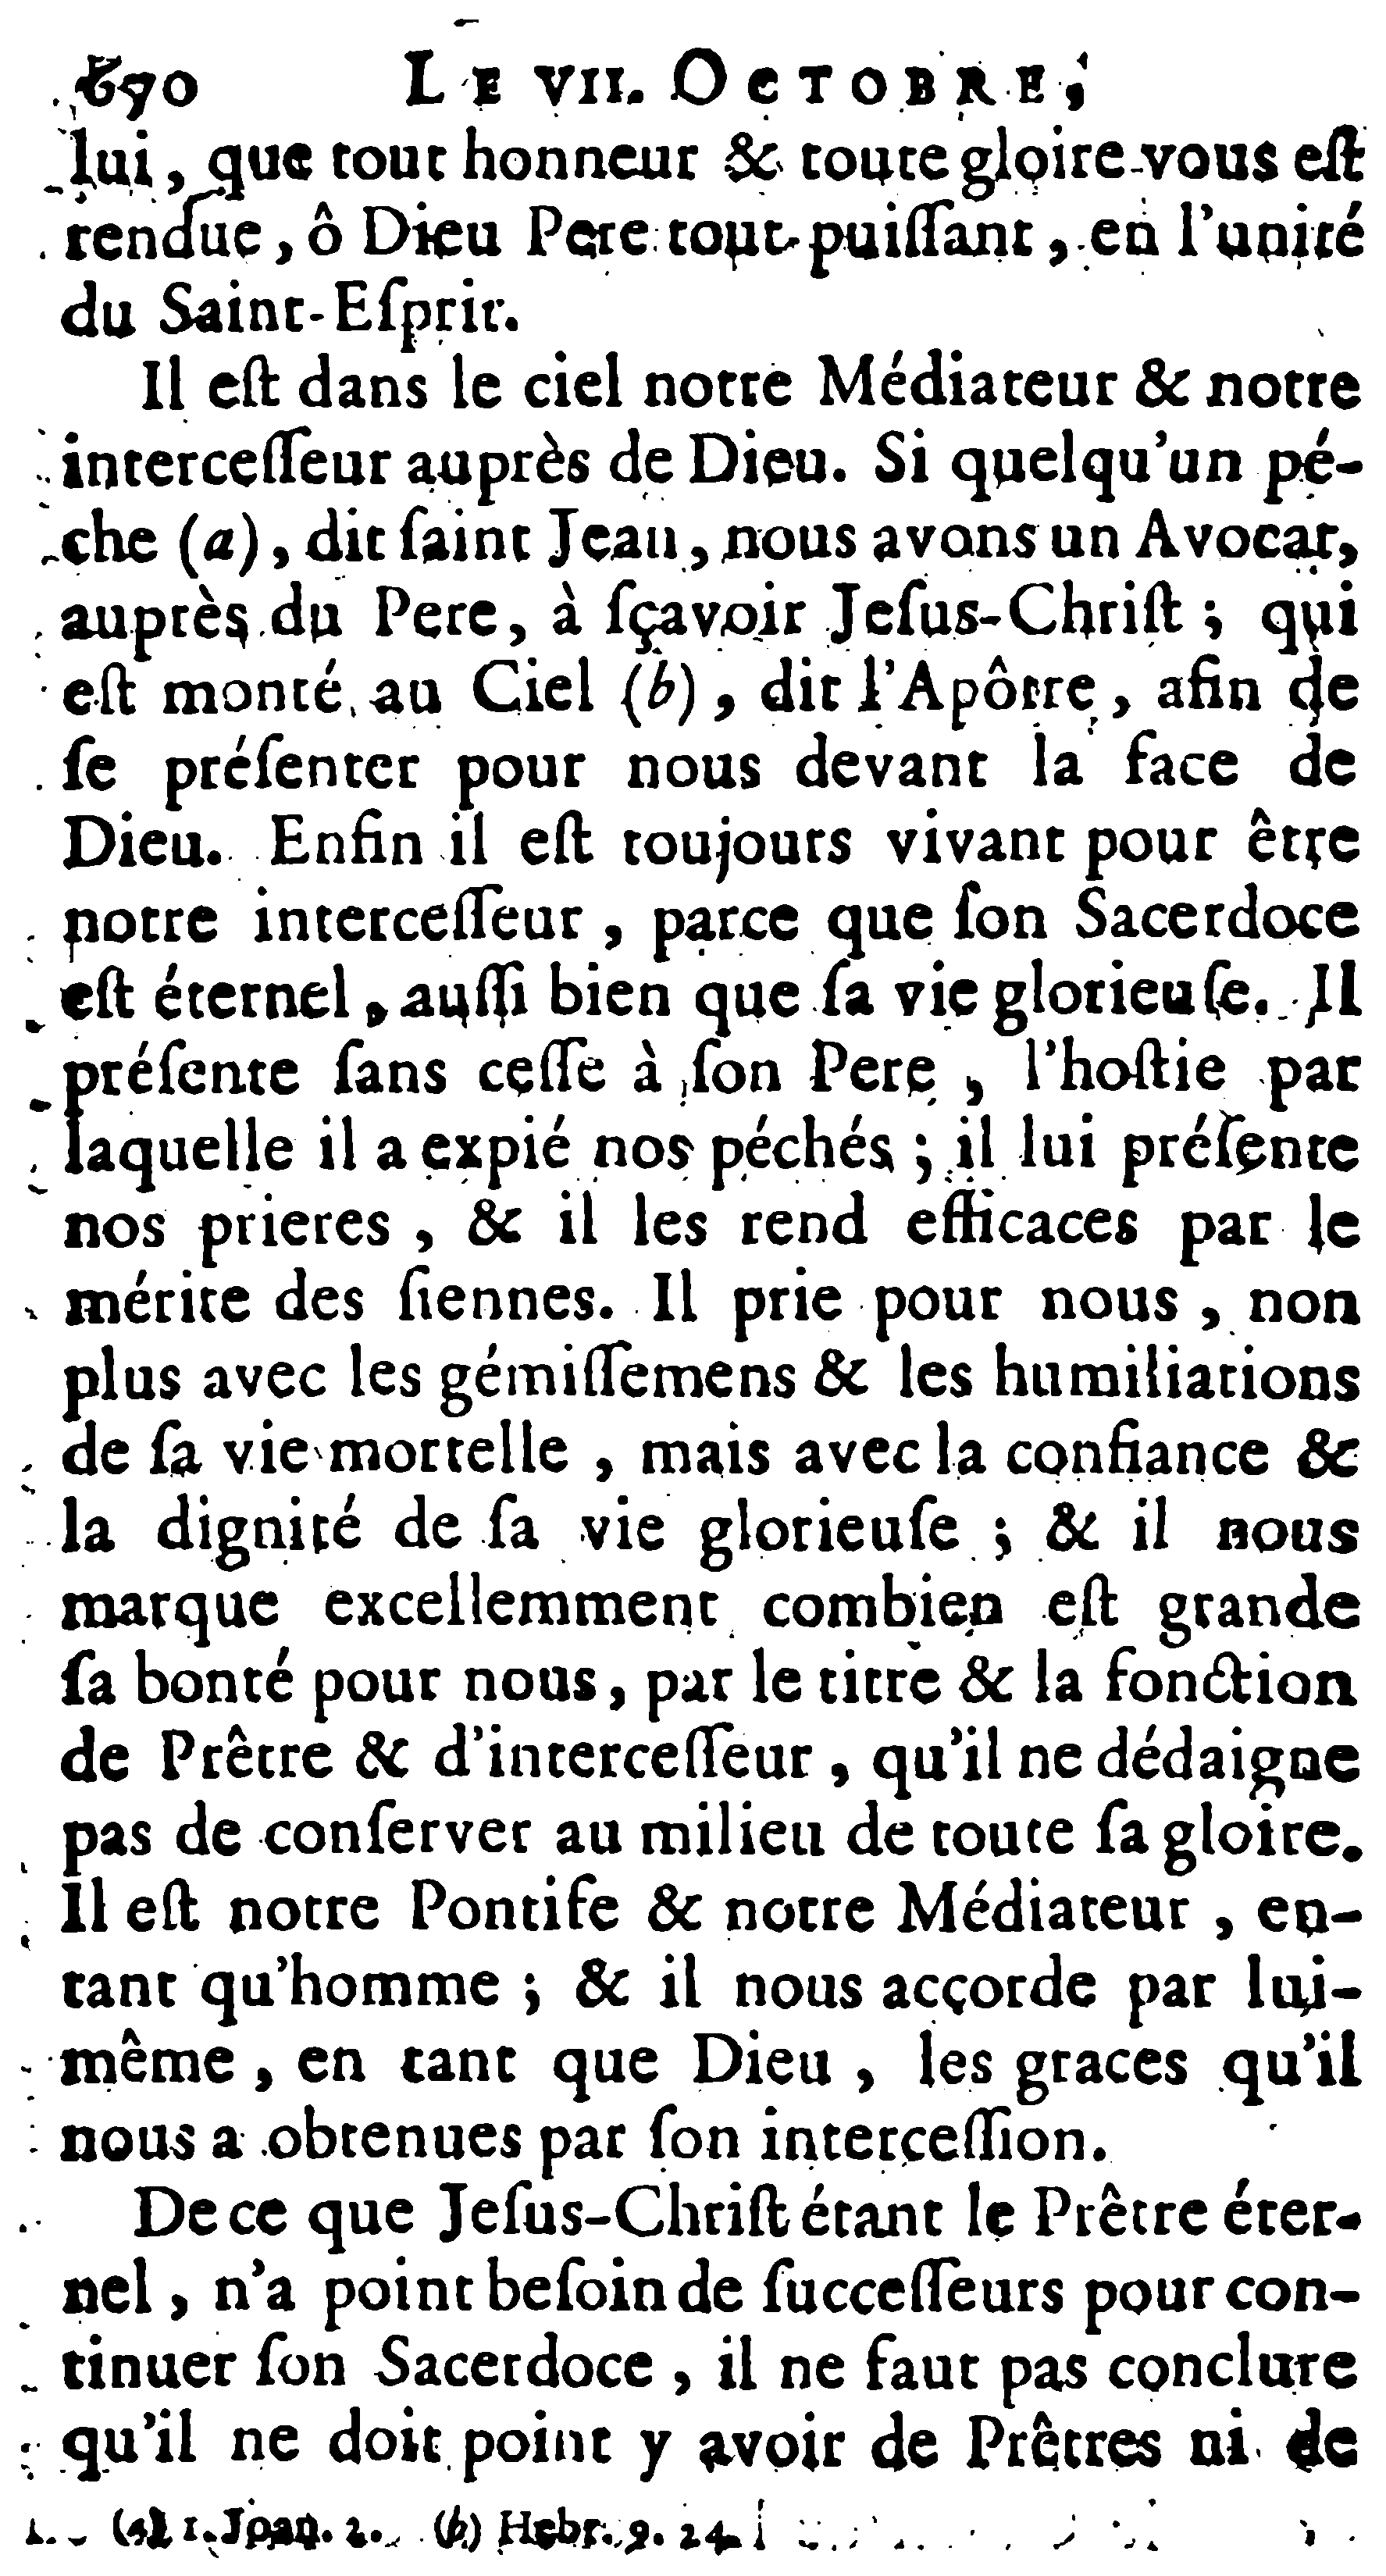 690 LE VII. OCTOBRE,
lui, que tout honneur & toute gloire vous eſt
rendue, ô Dieu Pere tout-puiſſant, en l'unité
du Saint-Eſprit.
Il eſt dans le ciel notre Médiateur & notre
interceſſeur auprès de Dieu. Si quelqu'un pé-
che (a), dit ſaint Jean, nous avons un Avocat,
auprès du Pere, à ſçavoir Jeſus-Chriſt ; qui
eſt monté au Ciel (b), dit l'Apôtre, afin de
ſe préſenter pour nous devant la face de
Dieu. Enfin il eſt toujours vivant pour être
notre interceſſeur, parce que ſon Sacerdoce
eſt éternel, auſſi bien que ſa vie glorieuſe. Il
préſente ſans ceſſe à ſon Pere, l'hoſtie par
laquelle il a expié nos péchés ; il lui préſente
nos prieres, & il les rend efficaces par le
mérite des ſiennes. Il prie pour nous, non
plus avec les gémiſſemens & les humiliations
de ſa vie mortelle, mais avec la confiance &
la dignité de ſa vie glorieuſe ; & il nous
marque excellemment combien eſt grande
ſa bonté pour nous, par le titre & la fonction
de Prêtre & d'interceſſeur, qu'il ne dédaigne
pas de conſerver au milieu de toute ſa gloire.
Il eſt notre Pontife & notre Médiateur, en-
tant qu'homme ; & il nous accorde par lui-
même, en tant que Dieu, les graces qu'il
nous a obtenues par ſon interceſſion.
De ce que Jeſus-Chriſt étant le Prêtre éter-
nel, n'a point beſoin de ſucceſſeurs pour con-
tinuer ſon Sacerdoce, il ne faut pas conclure
qu'il ne doit point y avoir de Prêtres ni de
(a) 1. Joan. 2. (b) Hebr. 9. 24.